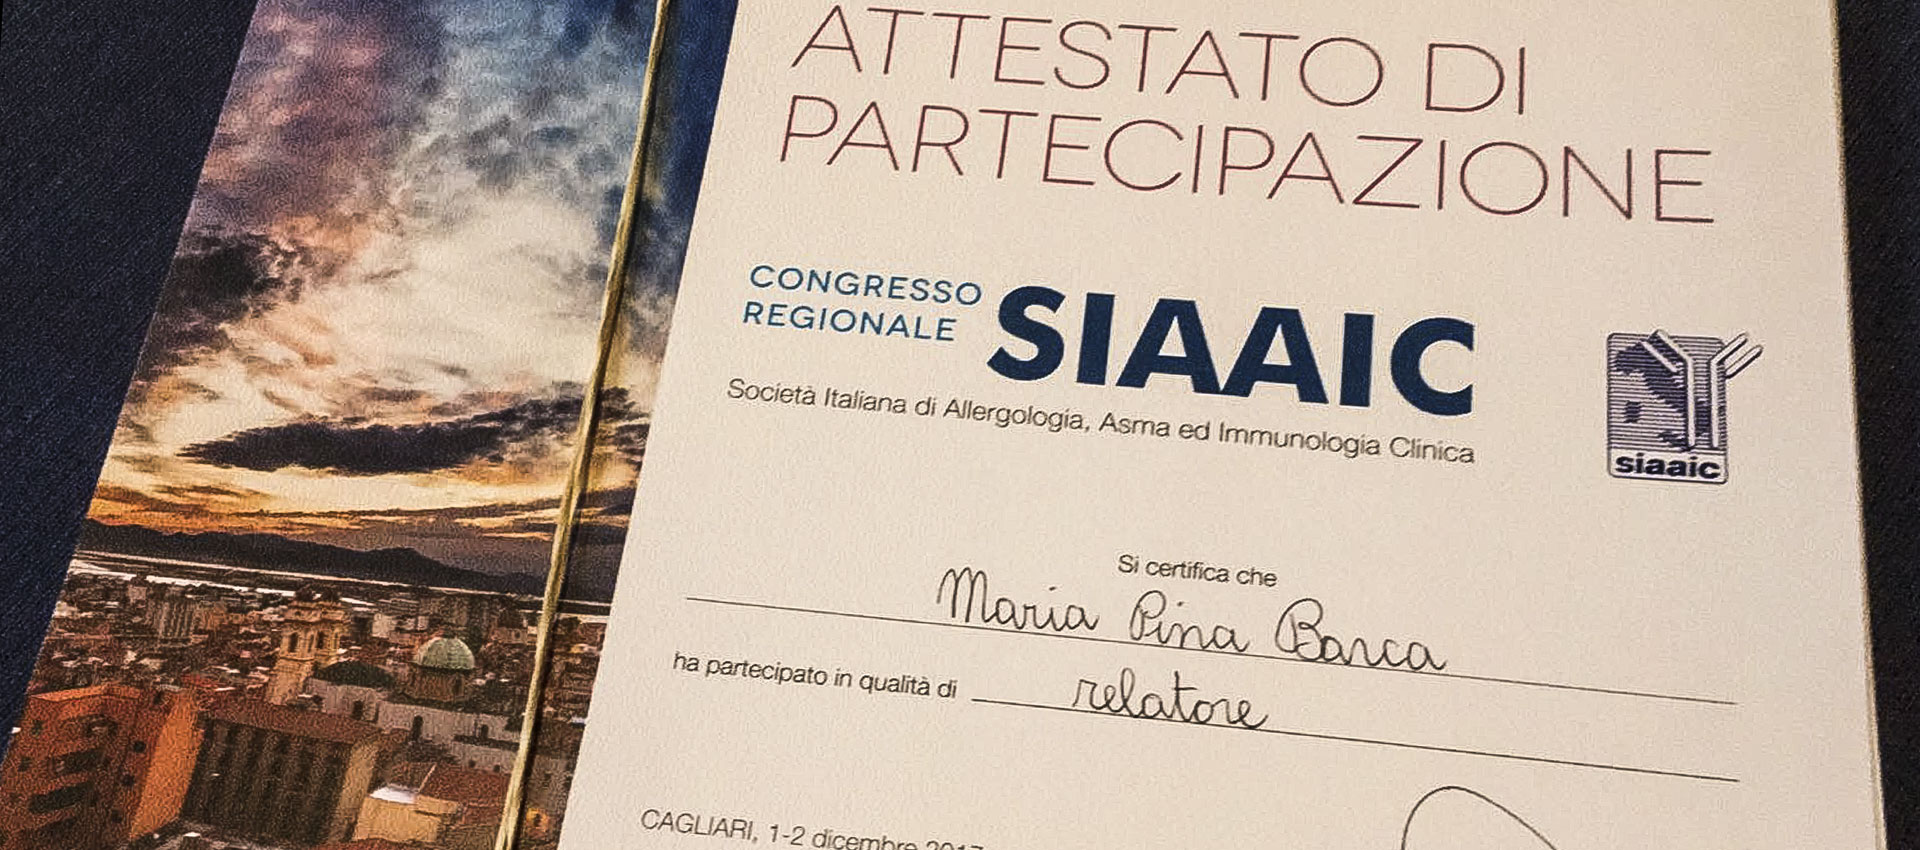 ATTESTATO DI
PARTECIPAZIONE
CONGRESSO
REGIONALE
SIAAIC
Società Italiana di Allergologia, Asma ed Immunologia Clinica
siaaic
Si certifica che
Maria Pina Barca
ha partecipato in qualità di relatore
CAGLIARI, 1-2 dicembre 2017